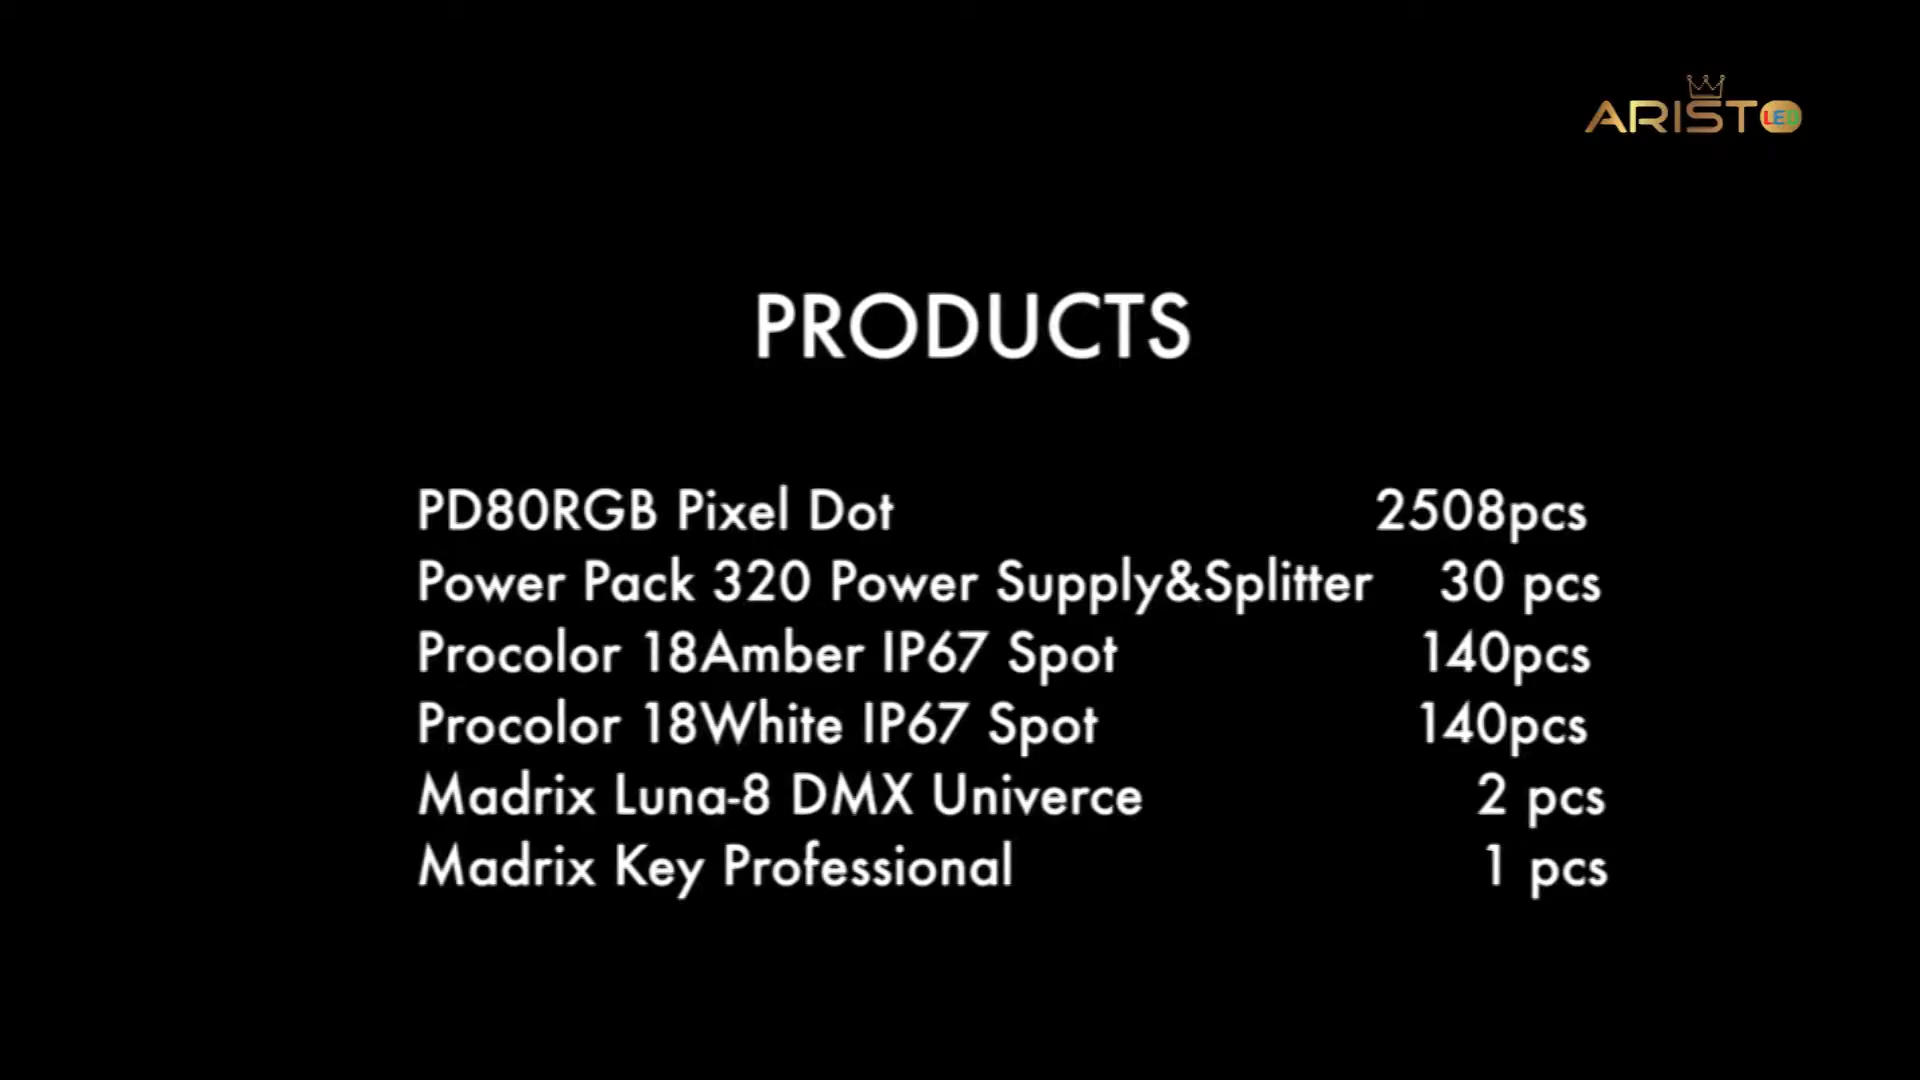 ARISTO LED
PRODUCTS
PD80RGB Pixel Dot 2508pcs
Power Pack 320 Power Supply&Splitter 30 pcs
Procolor 18Amber IP67 Spot 140pcs
Procolor 18White IP67 Spot 140pcs
Madrix Luna-8 DMX Univerce 2 pcs
Madrix Key Professional 1 pcs